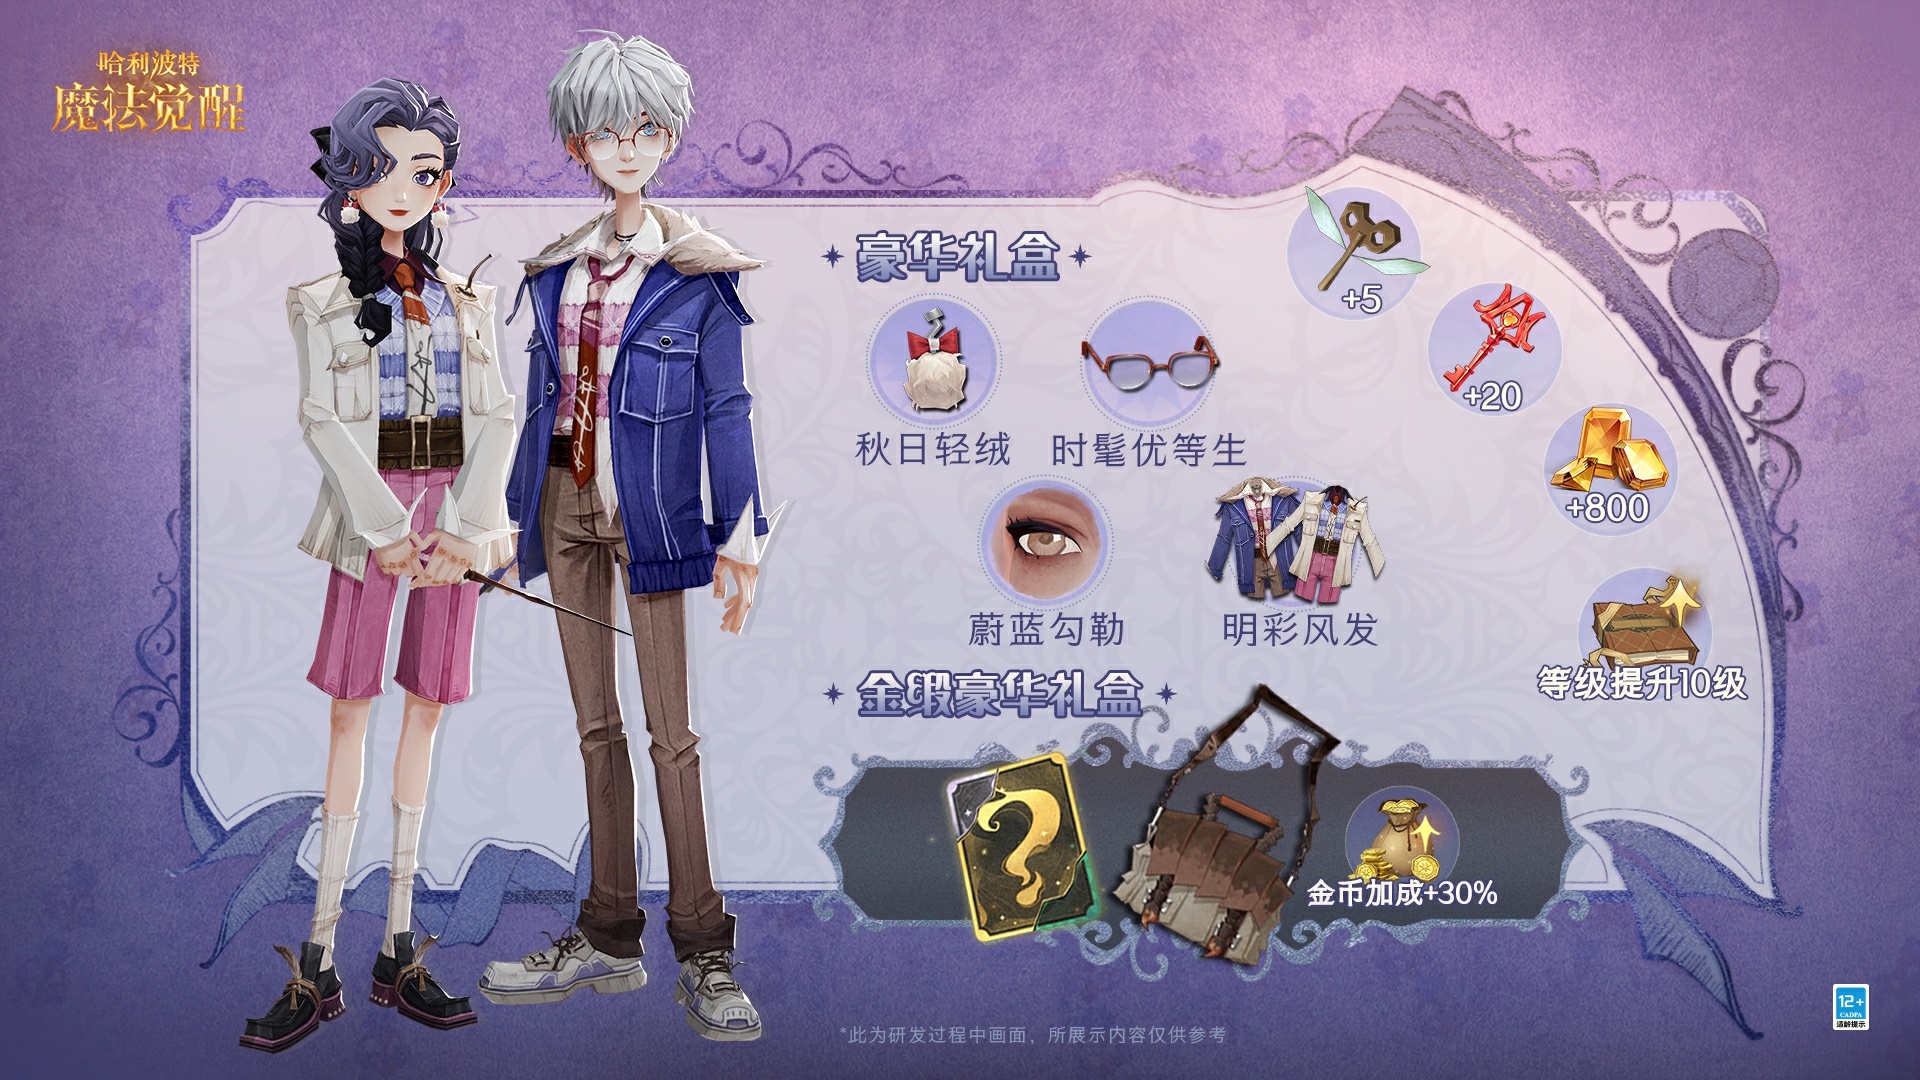 哈利波特
魔法觉醒
豪华礼盒
+5
+20
秋日轻绒
时髦优等生
+800
蔚蓝勾勒
明彩风发
等级提升10级
金缎豪华礼盒
金币加成+30%
12+
CADPA
适龄提示
*此为研发过程中画面，所展示内容仅供参考